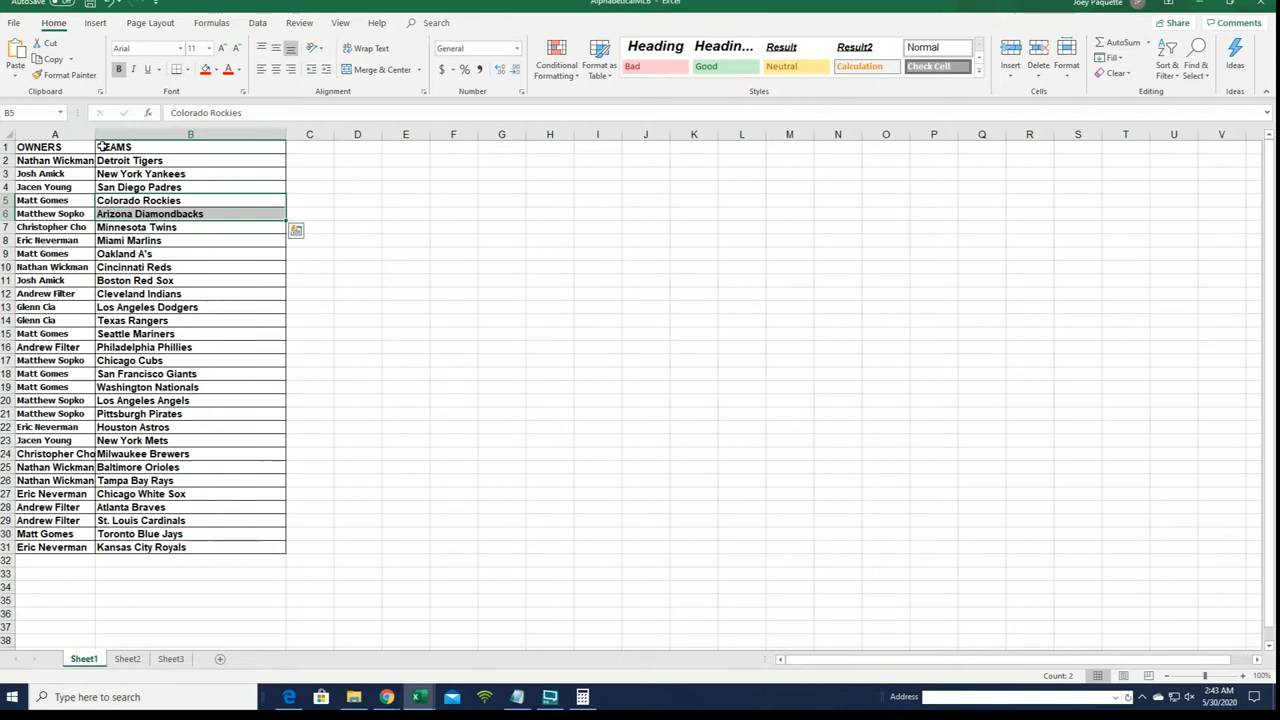 AutoSave Off AlphabeticalMLB - Excel Joey Paquette JP
File Home Insert Page Layout Formulas Data Review View Help Search Share Comments
Paste Cut Copy Format Painter Clipboard
Arial 11 A A B I U A Font
Wrap Text Merge & Center Alignment
General $ % , Number
Conditional Formatting Format as Table
Heading Headin... Result Result2 Normal
Bad Good Neutral Calculation Check Cell
Styles
Insert Delete Format Cells
AutoSum Fill Clear Sort & Filter Find & Select Editing
Ideas Ideas
B5 fx Colorado Rockies
A B C D E F G H I J K L M N O P Q R S T U V
1 OWNERS TEAMS
2 Nathan Wickman Detroit Tigers
3 Josh Amick New York Yankees
4 Jacen Young San Diego Padres
5 Matt Gomes Colorado Rockies
6 Matthew Sopko Arizona Diamondbacks
7 Christopher Cho Minnesota Twins
8 Eric Neverman Miami Marlins
9 Matt Gomes Oakland A's
10 Nathan Wickman Cincinnati Reds
11 Josh Amick Boston Red Sox
12 Andrew Filter Cleveland Indians
13 Glenn Cia Los Angeles Dodgers
14 Glenn Cia Texas Rangers
15 Matt Gomes Seattle Mariners
16 Andrew Filter Philadelphia Phillies
17 Matthew Sopko Chicago Cubs
18 Matt Gomes San Francisco Giants
19 Matt Gomes Washington Nationals
20 Matthew Sopko Los Angeles Angels
21 Matthew Sopko Pittsburgh Pirates
22 Eric Neverman Houston Astros
23 Jacen Young New York Mets
24 Christopher Cho Milwaukee Brewers
25 Nathan Wickman Baltimore Orioles
26 Nathan Wickman Tampa Bay Rays
27 Eric Neverman Chicago White Sox
28 Andrew Filter Atlanta Braves
29 Andrew Filter St. Louis Cardinals
30 Matt Gomes Toronto Blue Jays
31 Eric Neverman Kansas City Royals
32
33
34
35
36
37
38
Sheet1 Sheet2 Sheet3
Count: 2 100%
Type here to search Address 2:43 AM
5/30/2020